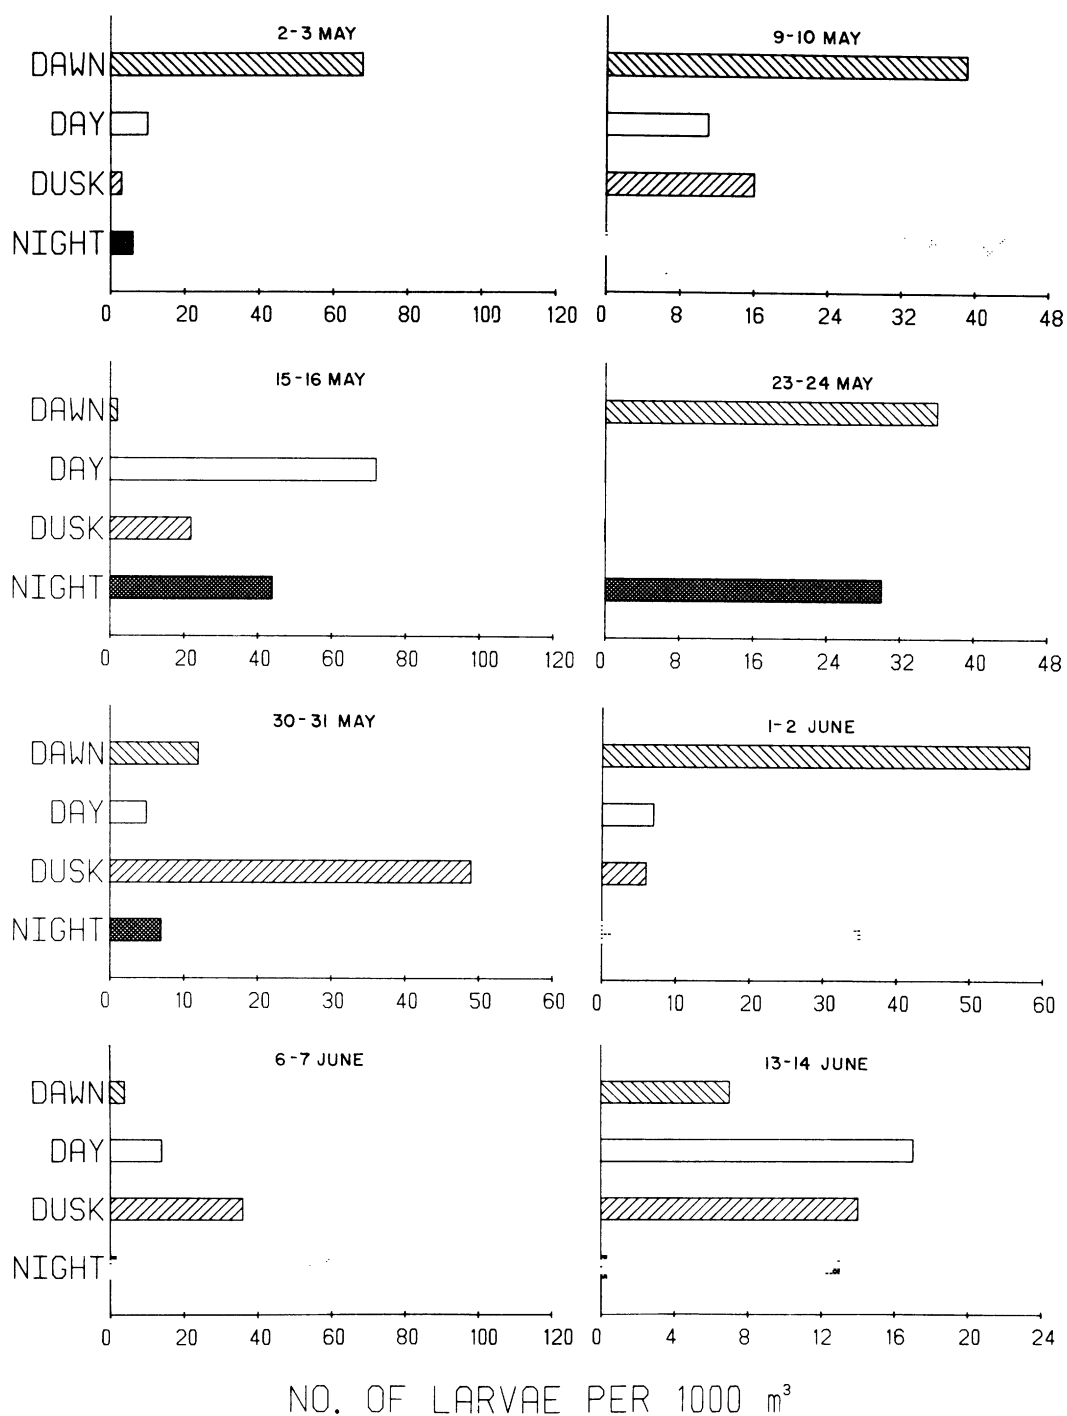 2-3 MAY
DAWN
DAY
DUSK
NIGHT
0 20 40 60 80 100 120
9-10 MAY
0 8 16 24 32 40 48
15-16 MAY
DAWN
DAY
DUSK
NIGHT
0 20 40 60 80 100 120
23-24 MAY
0 8 16 24 32 40 48
30-31 MAY
DAWN
DAY
DUSK
NIGHT
0 10 20 30 40 50 60
1-2 JUNE
0 10 20 30 40 50 60
6-7 JUNE
DAWN
DAY
DUSK
NIGHT
0 20 40 60 80 100 120
13-14 JUNE
0 4 8 12 16 20 24
NO. OF LARVAE PER 1000 m³